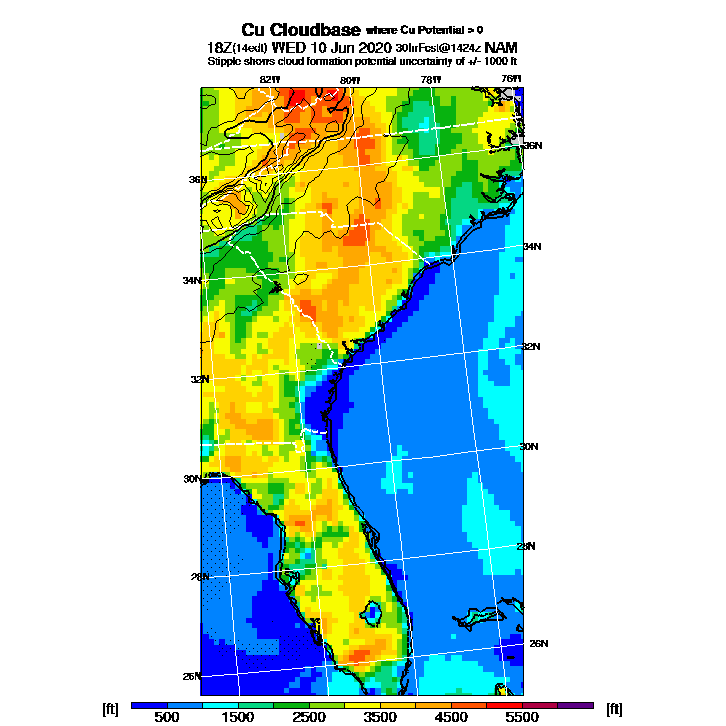 Cu Cloudbase where Cu Potential > 0
18Z(14edt) WED 10 Jun 2020 30hrFcst@1424z NAM
Stipple shows cloud formation potential uncertainty of +/- 1000 ft
82W 80W 78W 76W
36N
36N
34N
34N
32N
32N
30N
30N
28N
28N
26N
26N
[ft] 500 1500 2500 3500 4500 5500 [ft]